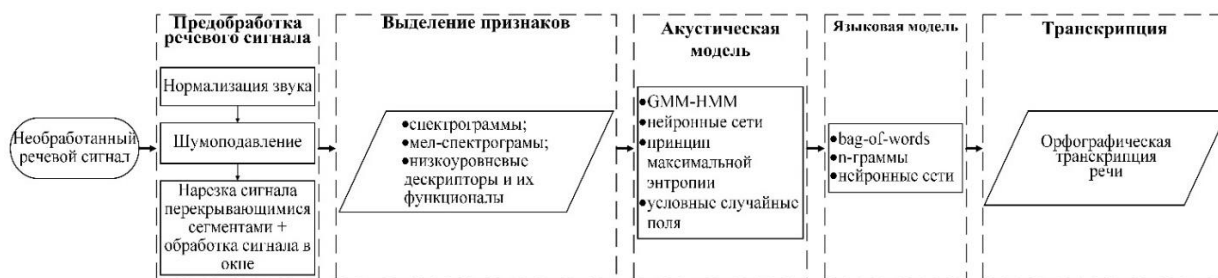 Предобработка
речевого сигнала
Выделение признаков
Акустическая
модель
Языковая модель
Транскрипция
Необработанный
речевой сигнал
Нормализация звука
Шумоподавление
Нарезка сигнала
перекрывающимися
сегментами +
обработка сигнала в
окне
•спектрограммы;
•мел-спектрограмы;
•низкоуровневые
дескрипторы и их
функционалы
•GMM-HMM
•нейронные сети
•принцип
максимальной
энтропии
•условные случайные
поля
•bag-of-words
•n-граммы
•нейронные сети
Орфографическая
транскрипция
речи